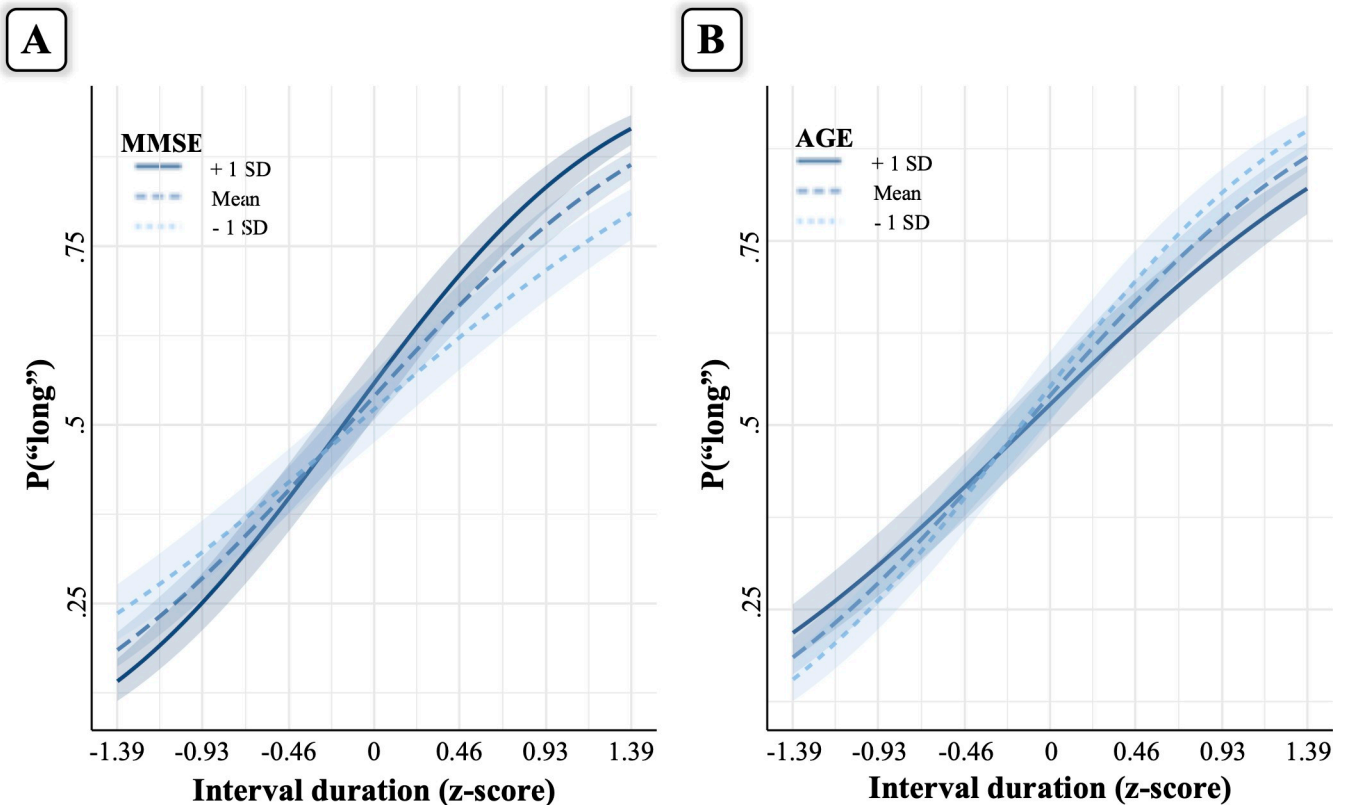 A
MMSE
+ 1 SD
Mean
- 1 SD
.75
.5
.25
P(“long”)
-1.39 -0.93 -0.46 0 0.46 0.93 1.39
Interval duration (z-score)
B
AGE
+ 1 SD
Mean
- 1 SD
.75
.5
.25
P(“long”)
-1.39 -0.93 -0.46 0 0.46 0.93 1.39
Interval duration (z-score)